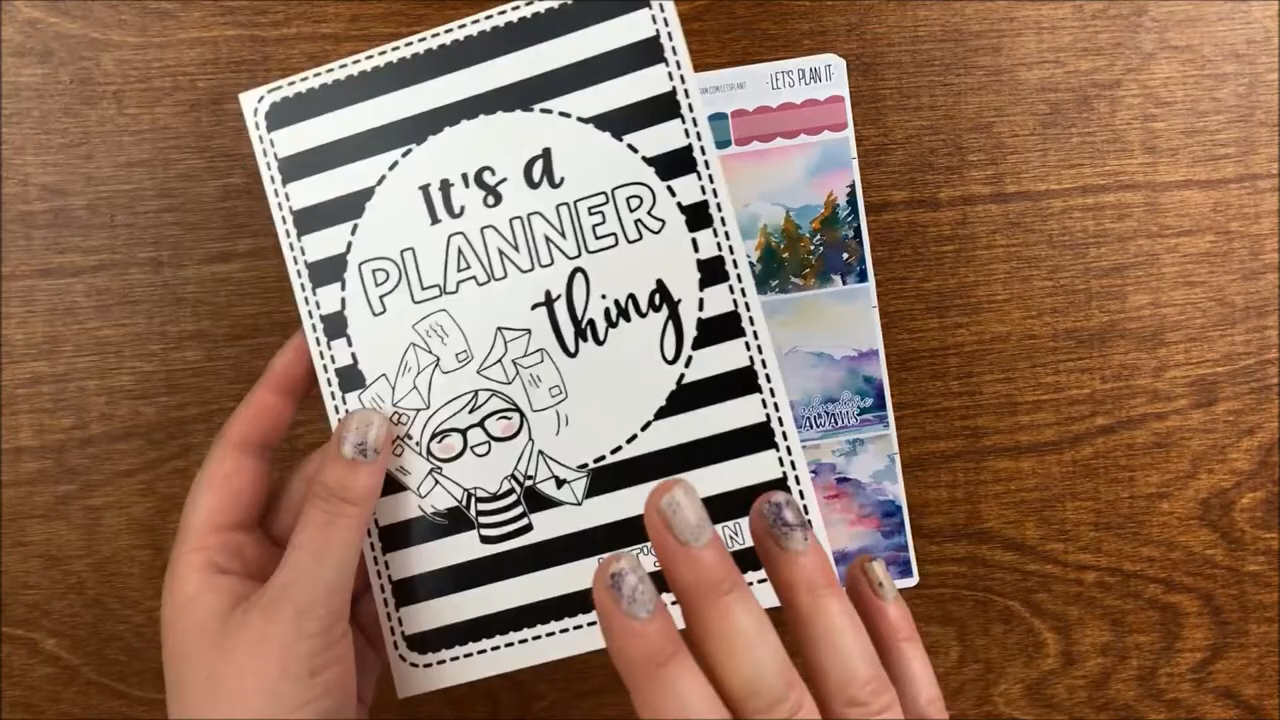 It's a
PLANNER
thing
-LET'S PLAN IT-
adventure
AWAITS